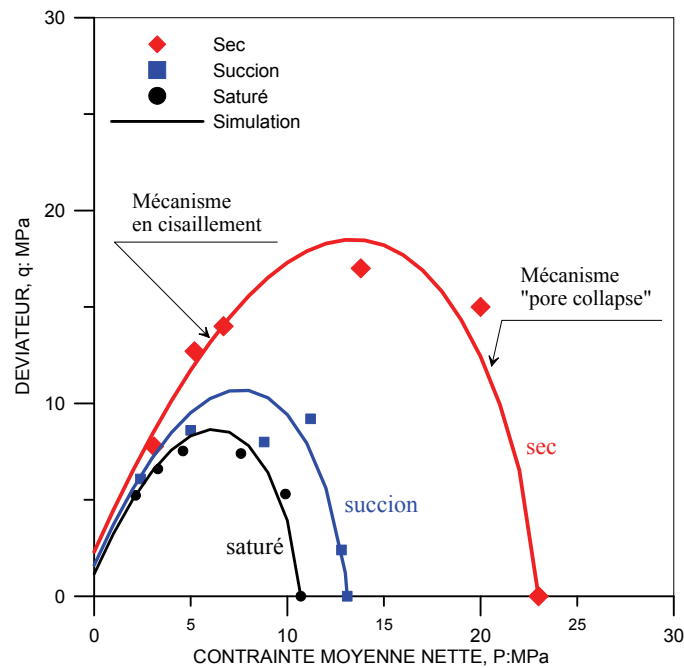 30
Sec
Succion
Saturé
Simulation
Mécanisme
en cisaillement
20
DEVIATEUR, q: MPa
Mécanisme
"pore collapse"
10
sec
succion
saturé
0
0 5 10 15 20 25 30
CONTRAINTE MOYENNE NETTE, P:MPa